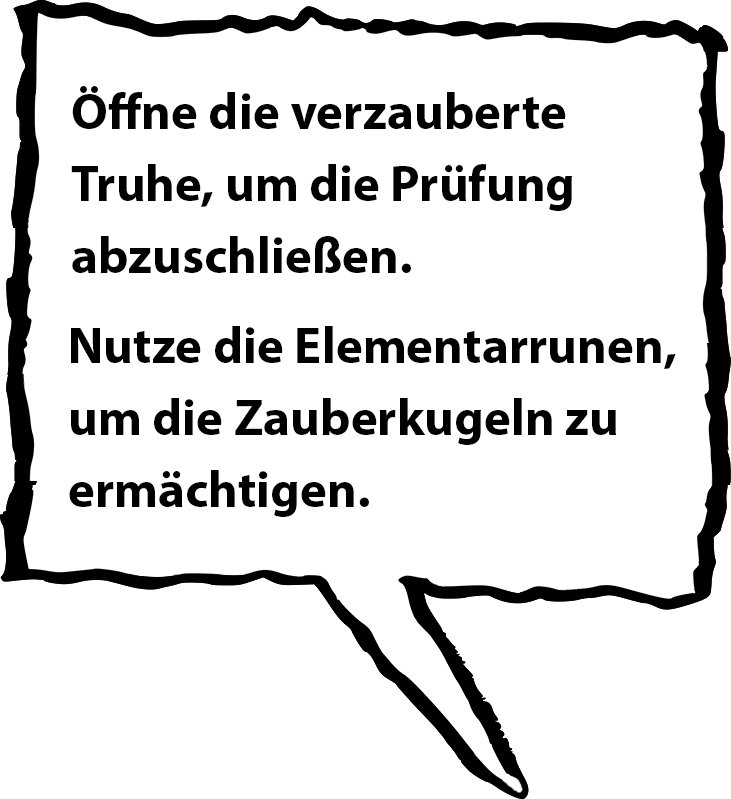 Öffne die verzauberte
Truhe, um die Prüfung
abzuschließen.
Nutze die Elementarrunen,
um die Zauberkugeln zu
ermächtigen.